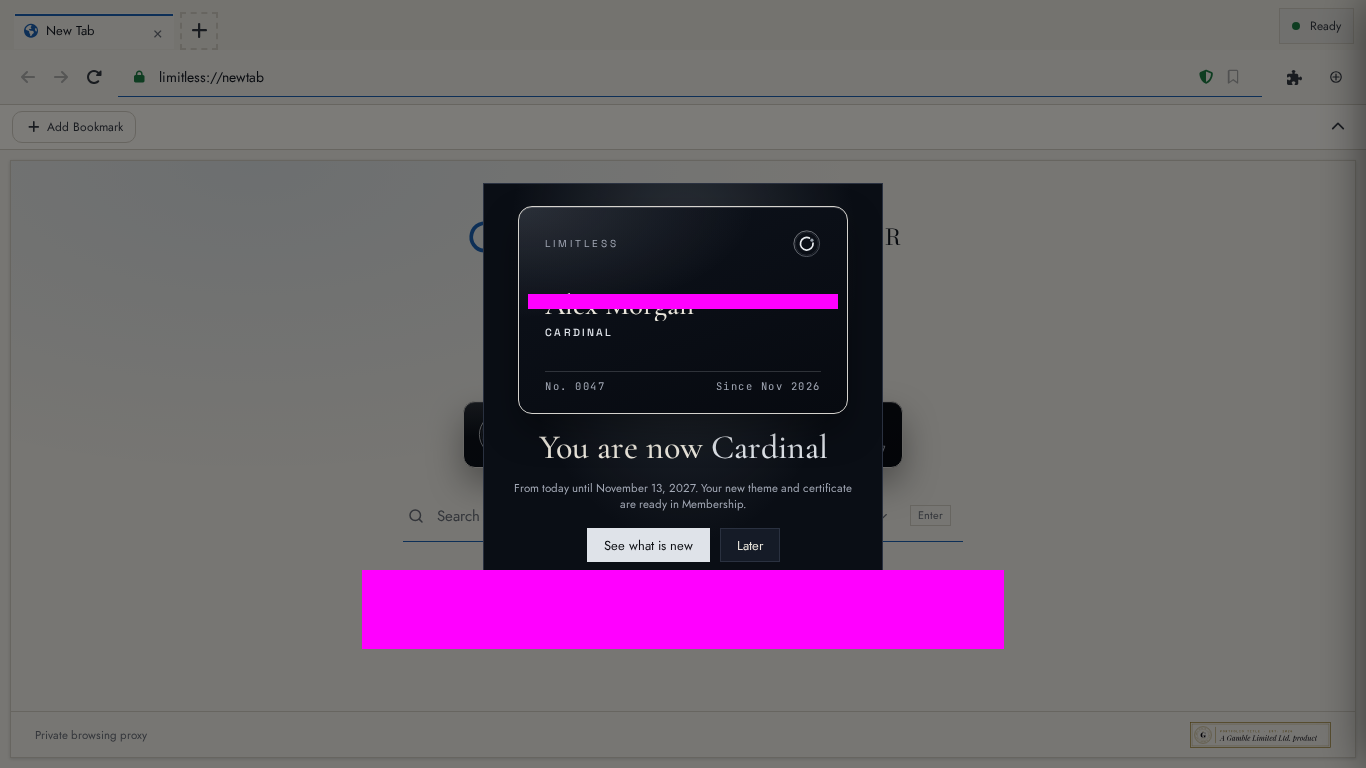 New Tab
Ready
limitless://newtab
Add Bookmark
R
LIMITLESS
CARDINAL
No. 0047 Since Nov 2026
You are now Cardinal
From today until November 13, 2027. Your new theme and certificate
are ready in Membership.
Search
Enter
See what is new
Later
Private browsing proxy
A Gamble Limited Ltd. product